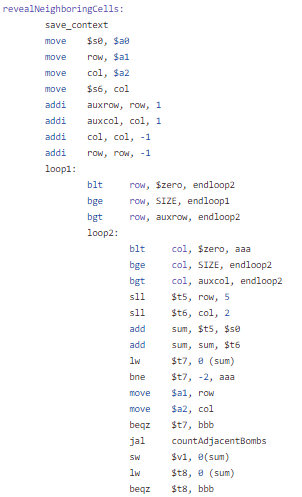 revealNeighboringCells:
save_context
move $s0, $a0
move row, $a1
move col, $a2
move $s6, col
addi auxrow, row, 1
addi auxcol, col, 1
addi col, col, -1
addi row, row, -1
loop1:
blt row, $zero, endloop2
bge row, SIZE, endloop1
bgt row, auxrow, endloop2
loop2:
blt col, $zero, aaa
bge col, SIZE, endloop2
bgt col, auxcol, endloop2
sll $t5, row, 5
sll $t6, col, 2
add sum, $t5, $s0
add sum, sum, $t6
lw $t7, 0 (sum)
bne $t7, -2, aaa
move $a1, row
move $a2, col
beqz $t7, bbb
jal countAdjacentBombs
sw $v1, 0(sum)
lw $t8, 0 (sum)
beqz $t8, bbb